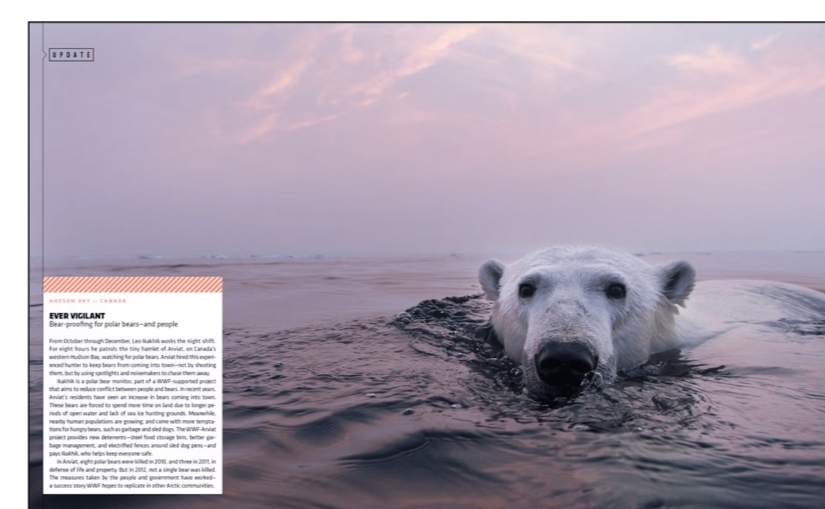 UPDATE
HUDSON BAY — CANADA
EVER VIGILANT
Bear-proofing for polar bears—and people
From October through December, Leo Ikakhik works the night shift.
For eight hours he patrols the tiny hamlet of Arviat, on Canada's
western Hudson Bay, watching for polar bears. Arviat hired this experi-
enced hunter to keep bears from coming into town—not by shooting
them, but by using spotlights and noisemakers to chase them away.
Ikakhik is a polar bear monitor, part of a WWF-supported project
that aims to reduce conflict between people and bears. In recent years,
Arviat's residents have seen an increase in bears coming into town.
These bears are forced to spend more time on land due to longer pe-
riods of open water and lack of sea ice hunting grounds. Meanwhile,
nearby human populations are growing, and come with more tempta-
tions for hungry bears, such as garbage and sled dogs. The WWF-Arviat
project provides new deterrents—steel food storage bins, better gar-
bage management, and electrified fences around sled dog pens—and
pays Ikakhik, who helps keep everyone safe.
In Arviat, eight polar bears were killed in 2010, and three in 2011, in
defense of life and property. But in 2012, not a single bear was killed.
The measures taken by the people and government have worked—
a success story WWF hopes to replicate in other Arctic communities.